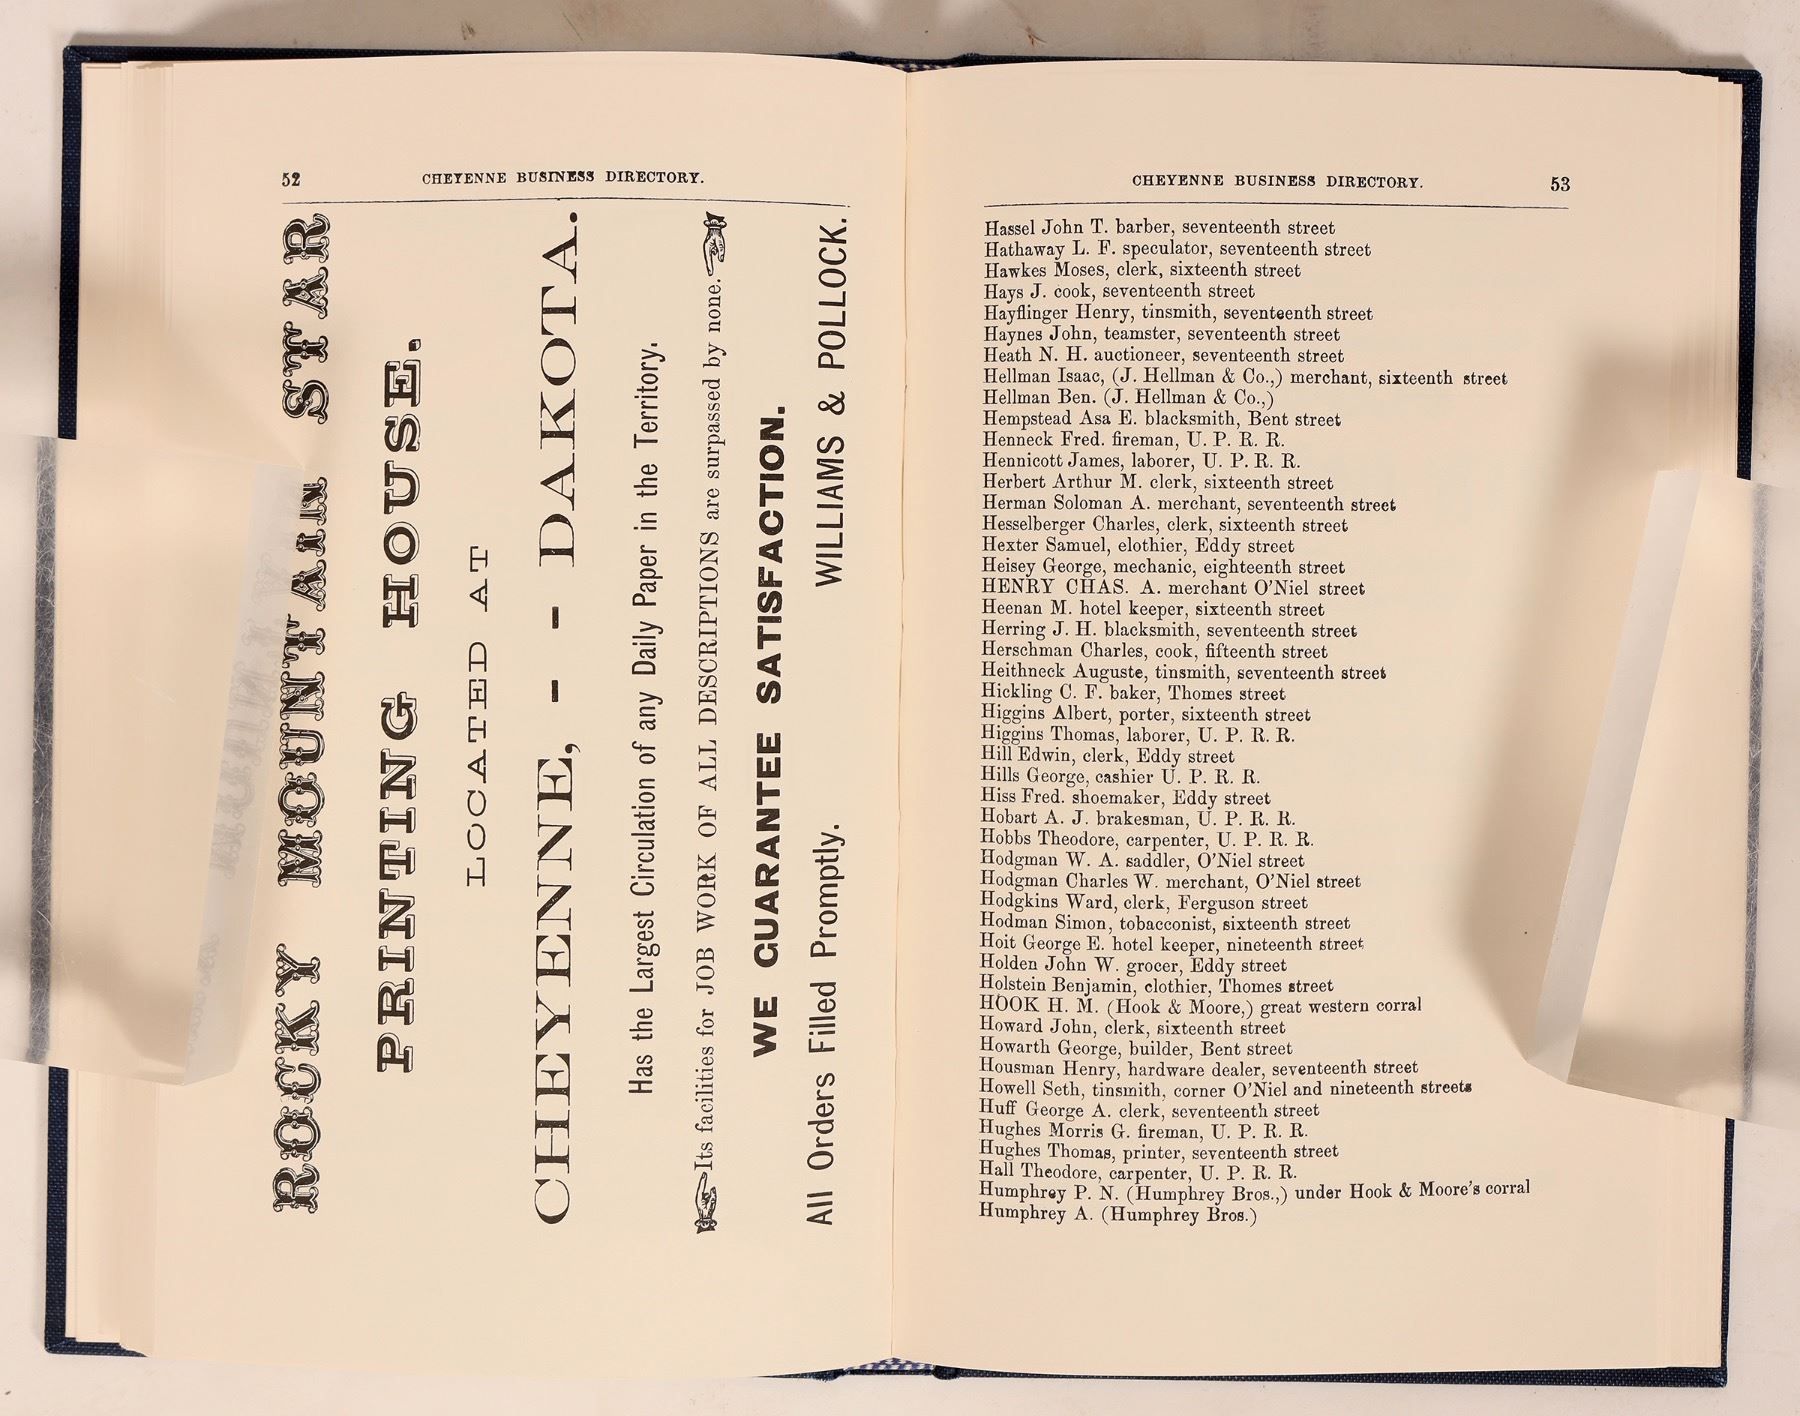 52 CHEYENNE BUSINESS DIRECTORY.
ROCKY MOUNTAIN STAR
PRINTING HOUSE.
LOCATED AT
CHEYENNE, - - DAKOTA.
Has the Largest Circulation of any Daily Paper in the Territory.
Its facilities for JOB WORK OF ALL DESCRIPTIONS are surpassed by none.
WE GUARANTEE SATISFACTION.
All Orders Filled Promptly. WILLIAMS & POLLOCK.
CHEYENNE BUSINESS DIRECTORY. 53
Hassel John T. barber, seventeenth street
Hathaway L. F. speculator, seventeenth street
Hawkes Moses, clerk, sixteenth street
Hays J. cook, seventeenth street
Hayflinger Henry, tinsmith, seventeenth street
Haynes John, teamster, seventeenth street
Heath N. H. auctioneer, seventeenth street
Hellman Isaac, (J. Hellman & Co.,) merchant, sixteenth street
Hellman Ben. (J. Hellman & Co.,)
Hempstead Asa E. blacksmith, Bent street
Henneck Fred. fireman, U. P. R. R.
Hennicott James, laborer, U. P. R. R.
Herbert Arthur M. clerk, sixteenth street
Herman Soloman A. merchant, seventeenth street
Hesselberger Charles, clerk, sixteenth street
Hexter Samuel, elothier, Eddy street
Heisey George, mechanic, eighteenth street
HENRY CHAS. A. merchant O'Niel street
Heenan M. hotel keeper, sixteenth street
Herring J. H. blacksmith, seventeenth street
Herschman Charles, cook, fifteenth street
Heithneck Auguste, tinsmith, seventeenth street
Hickling C. F. baker, Thomes street
Higgins Albert, porter, sixteenth street
Higgins Thomas, laborer, U. P. R. R.
Hill Edwin, clerk, Eddy street
Hills George, cashier U. P. R. R.
Hiss Fred. shoemaker, Eddy street
Hobart A. J. brakesman, U. P. R. R.
Hobbs Theodore, carpenter, U. P. R. R.
Hodgman W. A. saddler, O'Niel street
Hodgman Charles W. merchant, O'Niel street
Hodgkins Ward, clerk, Ferguson street
Hodman Simon, tobacconist, sixteenth street
Hoit George E. hotel keeper, nineteenth street
Holden John W. grocer, Eddy street
Holstein Benjamin, clothier, Thomes street
HOOK H. M. (Hook & Moore,) great western corral
Howard John, clerk, sixteenth street
Howarth George, builder, Bent street
Housman Henry, hardware dealer, seventeenth street
Howell Seth, tinsmith, corner O'Niel and nineteenth streets
Huff George A. clerk, seventeenth street
Hughes Morris G. fireman, U. P. R. R.
Hughes Thomas, printer, seventeenth street
Hall Theodore, carpenter, U. P. R. R.
Humphrey P. N. (Humphrey Bros.,) under Hook & Moore's corral
Humphrey A. (Humphrey Bros.)